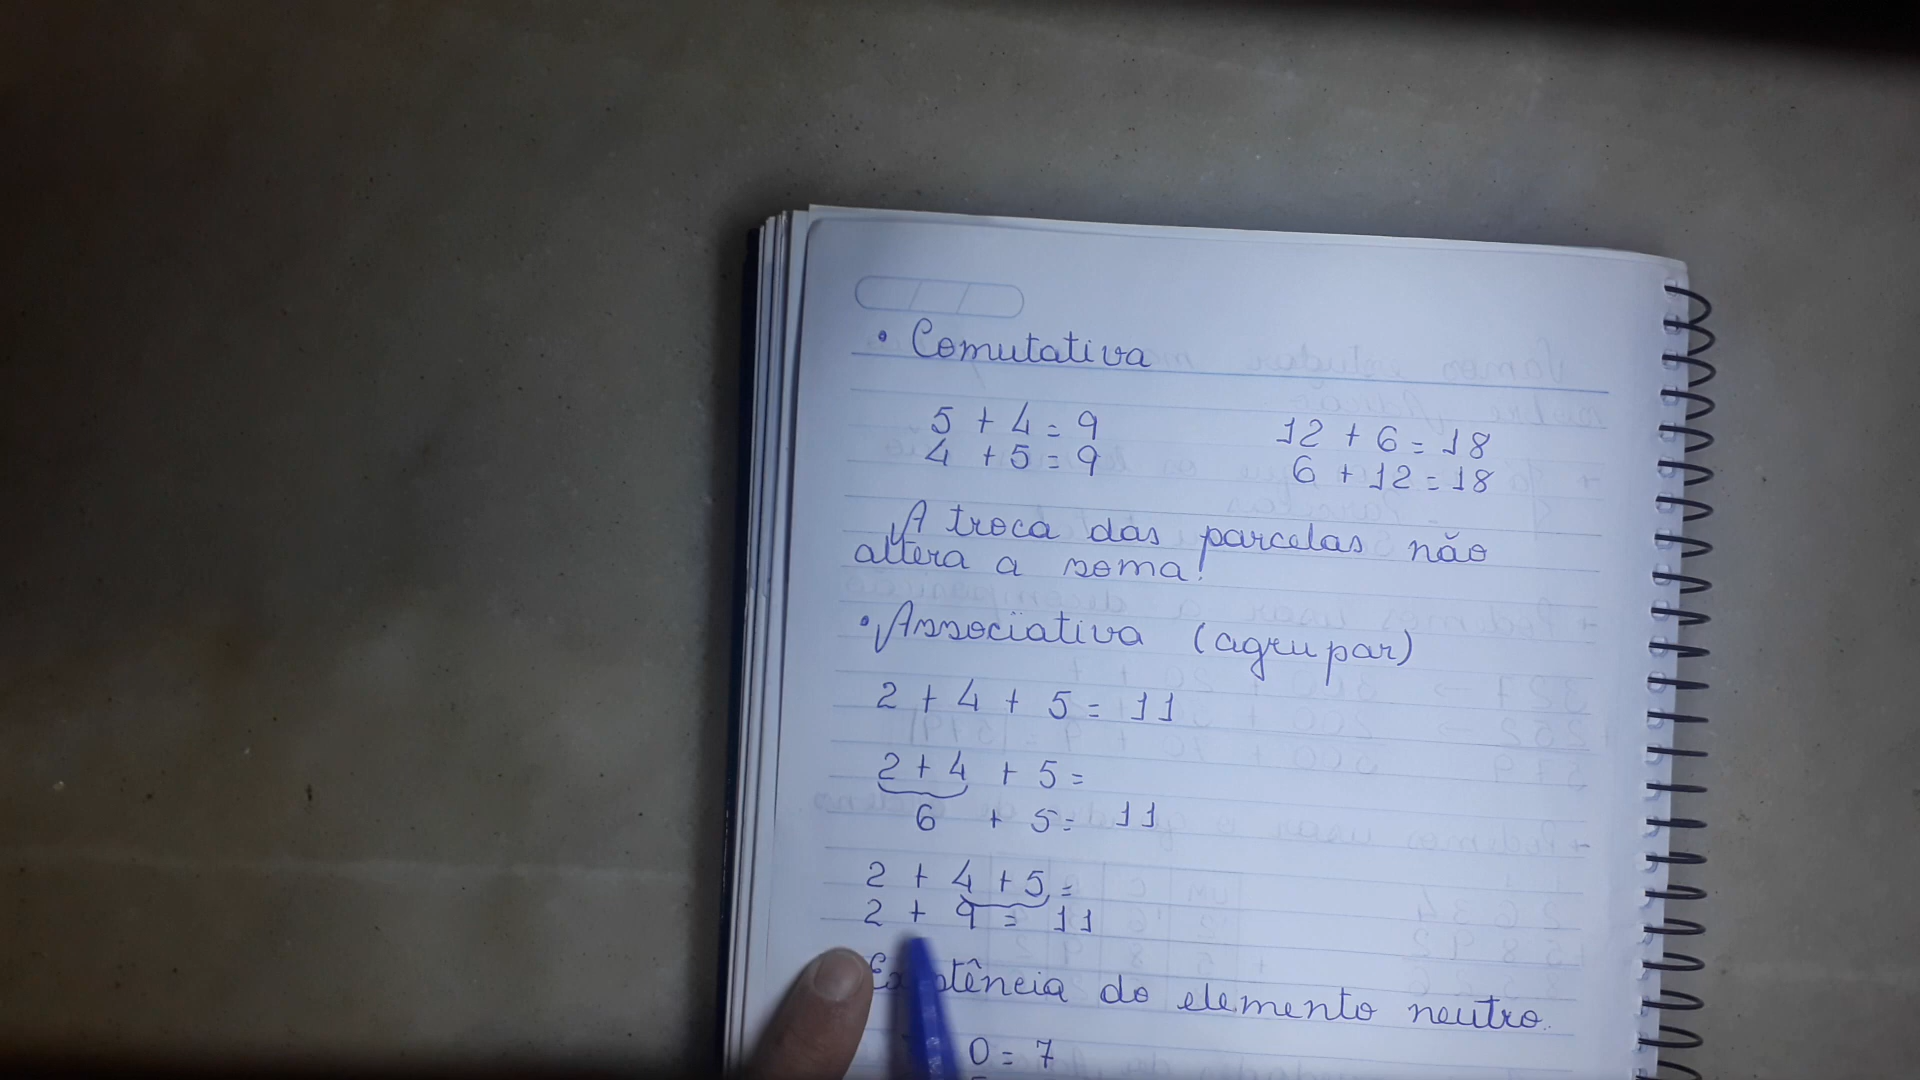 • Comutativa
5 + 4 = 9 12 + 6 = 18
4 + 5 = 9 6 + 12 = 18
A troca das parcelas não
altera a soma!
• Associativa (agrupar)
2 + 4 + 5 = 11
2 + 4 + 5 =
6 + 5 = 11
2 + 4 + 5 =
2 + 9 = 11
Existência do elemento neutro.
0 = 7